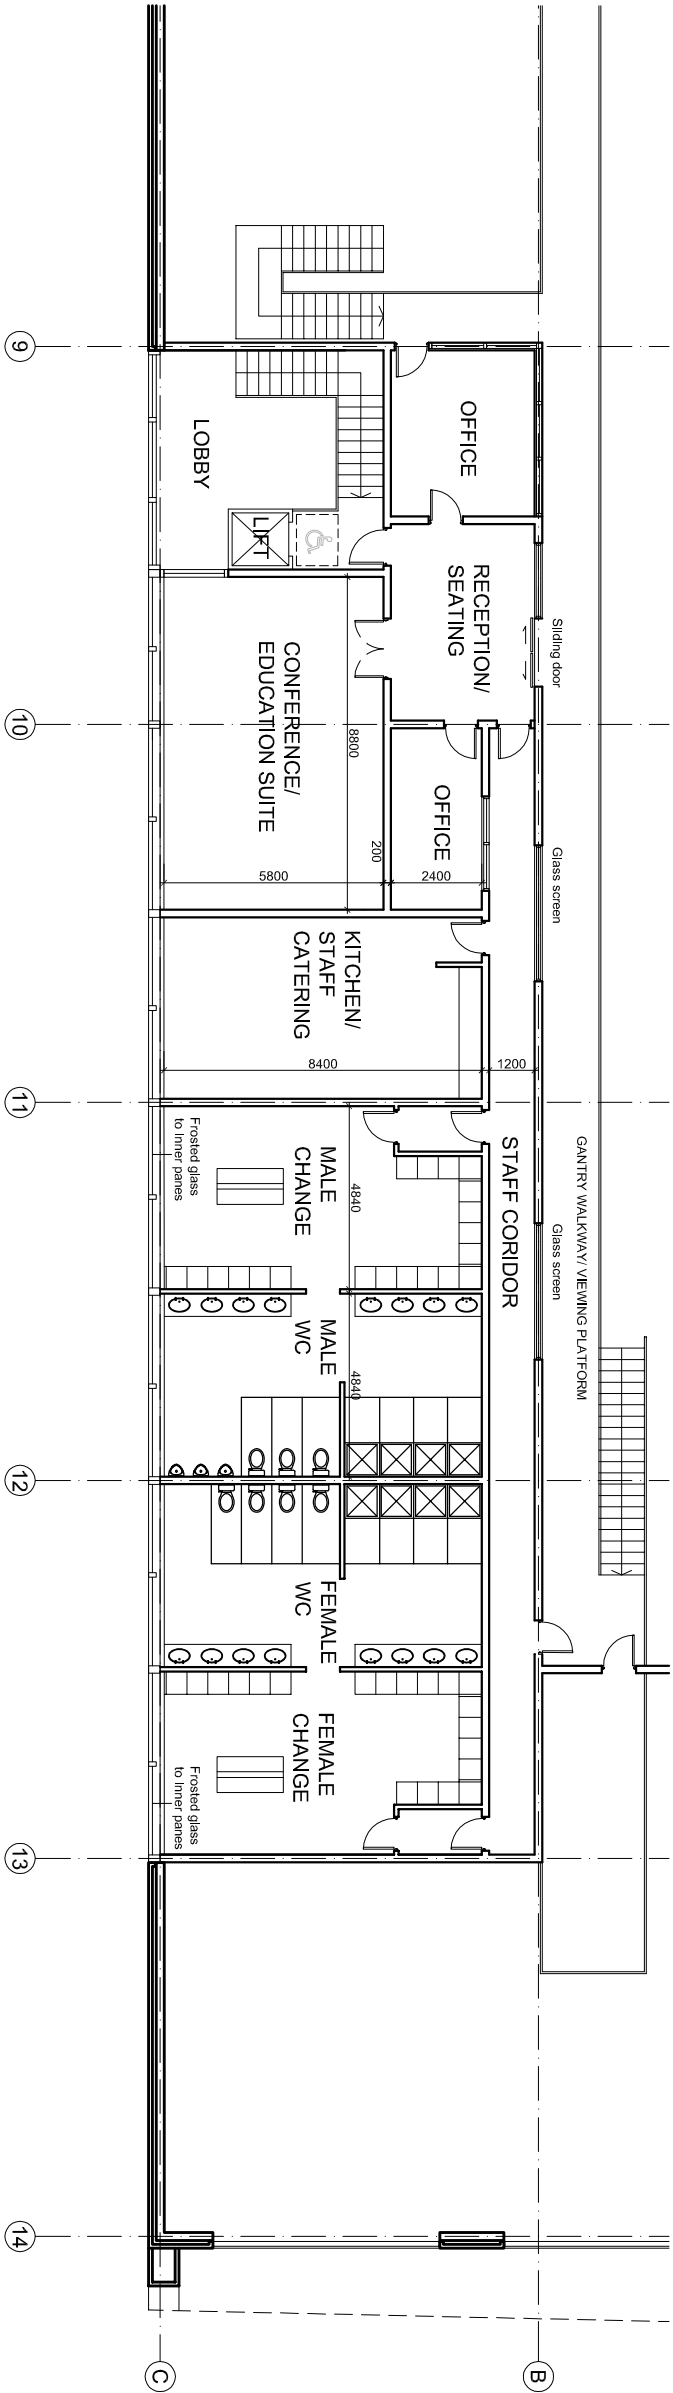 9
OFFICE
LOBBY
LIFT
RECEPTION/
SEATING
Sliding door
CONFERENCE/
EDUCATION SUITE
10
8800
OFFICE
200
5800
2400
Glass screen
KITCHEN/
STAFF
CATERING
8400
1200
11
Frosted glass
to inner panes
MALE
CHANGE
4840
STAFF CORIDOR
GANTRY WALKWAY/ VIEWING PLATFORM
Glass screen
MALE
WC
4840
12
FEMALE
WC
FEMALE
CHANGE
Frosted glass
to inner panes
13
14
C
B